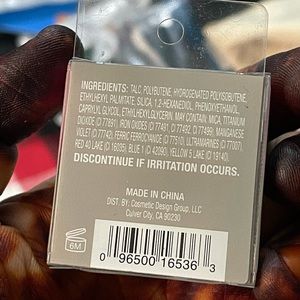 INGREDIENTS: TALC, POLYBUTENE, HYDROGENATED POLYISOBUTENE,
ETHYLHEXYL PALMITATE, SILICA, 1,2-HEXANEDIOL, PHENOXYETHANOL,
CAPRYLYL GLYCOL, ETHYLHEXYLGLYCERIN, MAY CONTAIN: MICA, TITANIUM
DIOXIDE (CI 77891), IRON OXIDES (CI 77491, CI 77492, CI 77499), MANGANESE
VIOLET (CI 77742), FERRIC FERROCYANIDE (CI 77510), ULTRAMARINES (CI 77007),
RED 40 LAKE (CI 16035), BLUE 1 (CI 42090), YELLOW 5 LAKE (CI 19140).
DISCONTINUE IF IRRITATION OCCURS.
MADE IN CHINA
DIST. BY: Cosmetic Design Group, LLC
Culver City, CA 90230
6M
0 96500 16536 3